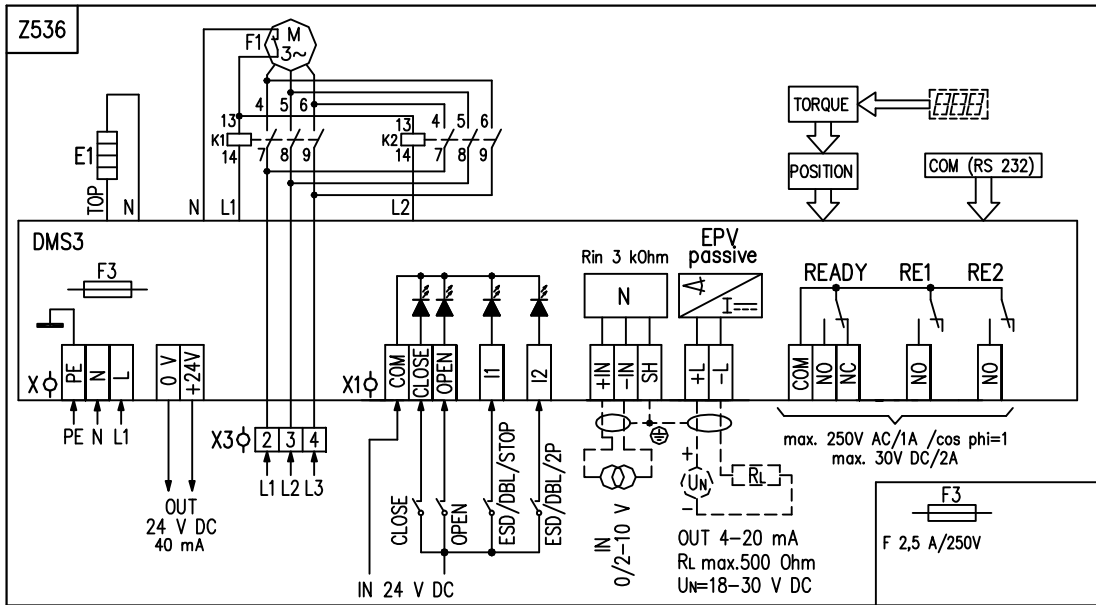 Z536
F1
M
3~
4
5
6
13
K1
14
7
8
9
13
K2
14
4
5
6
7
8
9
E1
TOP
N
N
L1
L2
TORQUE
POSITION
COM (RS 232)
DMS3
F3
EPV
passive
Rin 3 kOhm
N
READY
RE1
RE2
X
PE
N
L
0 V
+24V
X1
COM
CLOSE
OPEN
I1
I2
+IN
-IN
SH
+L
-L
COM
NO
NC
NO
NO
PE N L1
X3
2
3
4
L1 L2 L3
OUT
24 V DC
40 mA
CLOSE
OPEN
ESD/DBL/STOP
ESD/DBL/2P
IN 24 V DC
IN
0/2-10 V
+
UN
-
RL
OUT 4-20 mA
RL max.500 Ohm
UN=18-30 V DC
max. 250V AC/1A /cos phi=1
max. 30V DC/2A
F3
F 2,5 A/250V